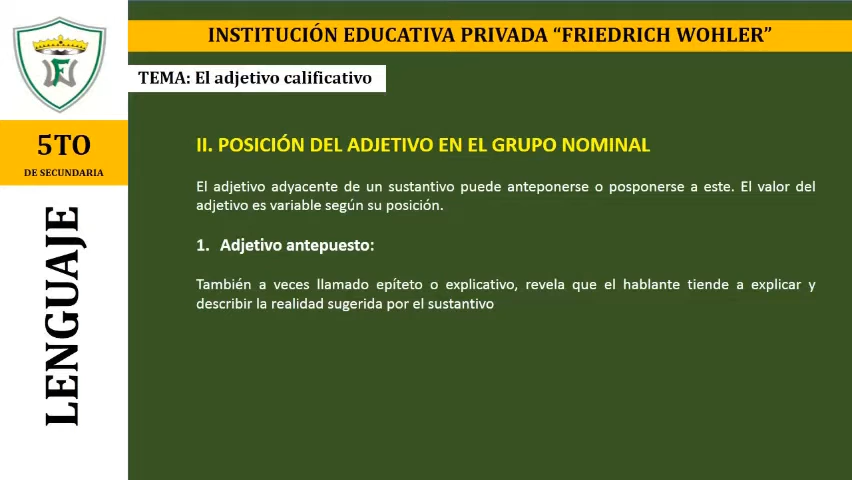 INSTITUCIÓN EDUCATIVA PRIVADA “FRIEDRICH WOHLER”
TEMA: El adjetivo calificativo
5TO
DE SECUNDARIA
LENGUAJE
II. POSICIÓN DEL ADJETIVO EN EL GRUPO NOMINAL
El adjetivo adyacente de un sustantivo puede anteponerse o posponerse a este. El valor del
adjetivo es variable según su posición.
1. Adjetivo antepuesto:
También a veces llamado epíteto o explicativo, revela que el hablante tiende a explicar y
describir la realidad sugerida por el sustantivo